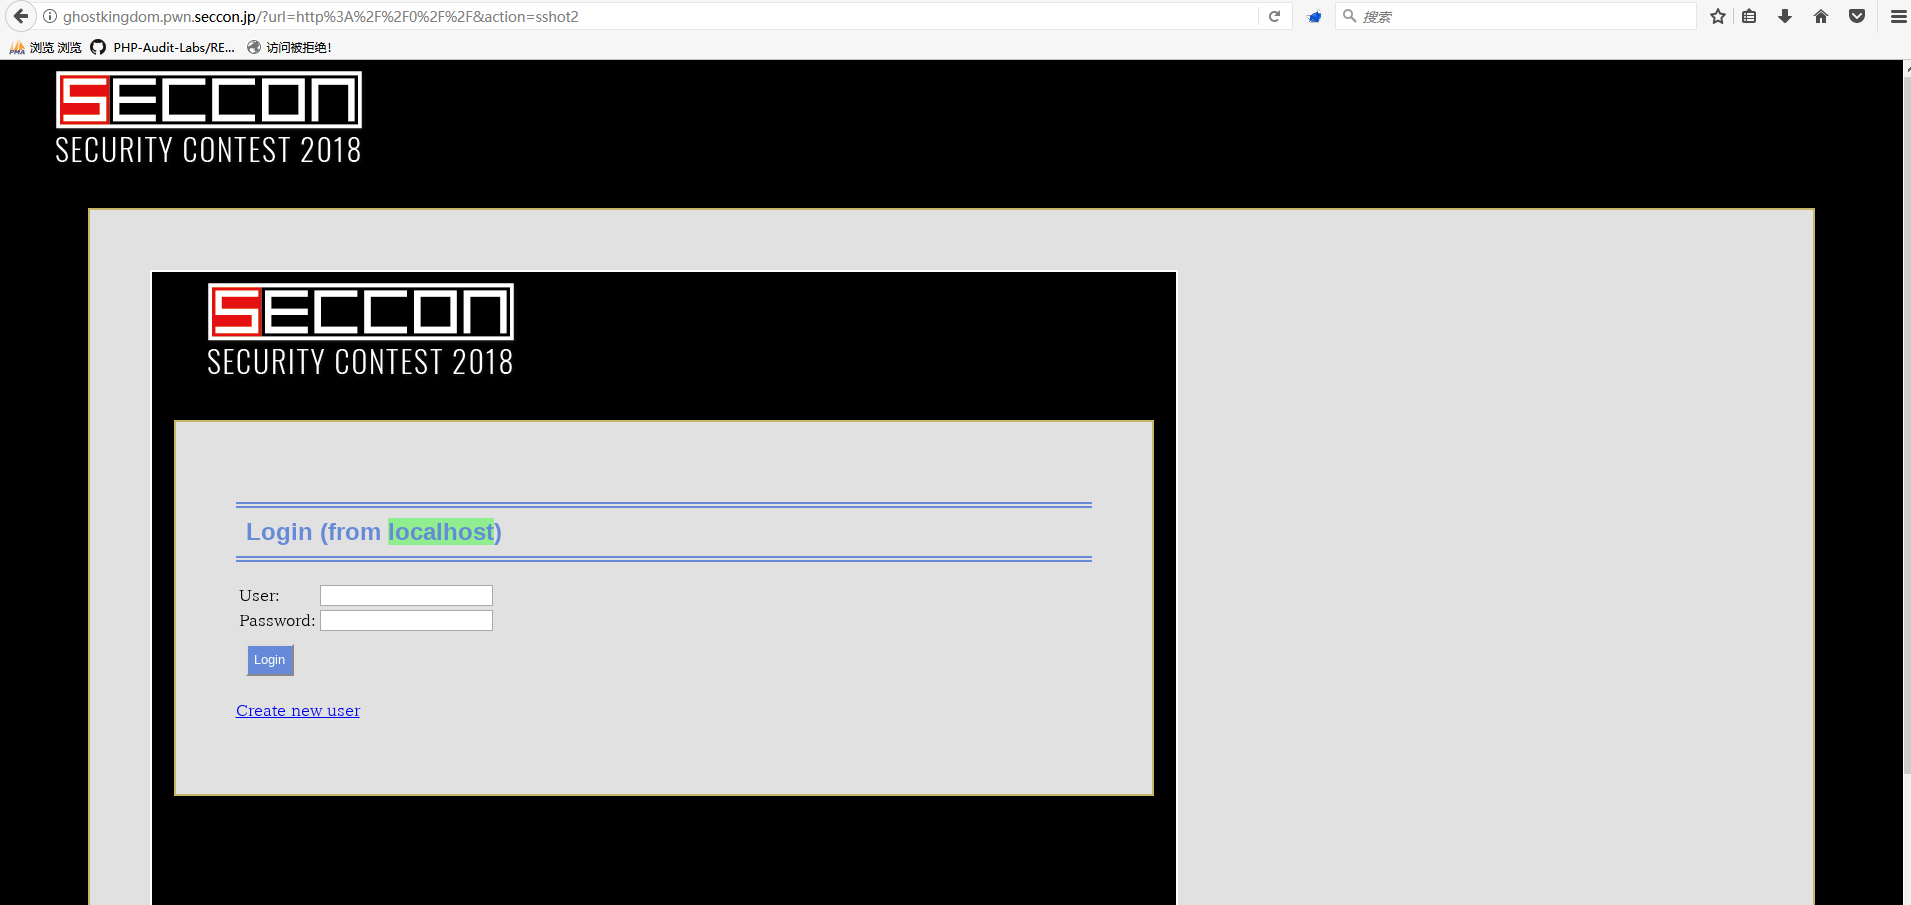 ghostkingdom.pwn.seccon.jp/?url=http%3A%2F%2F0%2F%2F&action=sshot2
搜索
浏览 浏览 PHP-Audit-Labs/RE... 访问被拒绝!
SECCON
SECURITY CONTEST 2018
SECCON
SECURITY CONTEST 2018
Login (from localhost)
User:
Password:
Login
Create new user